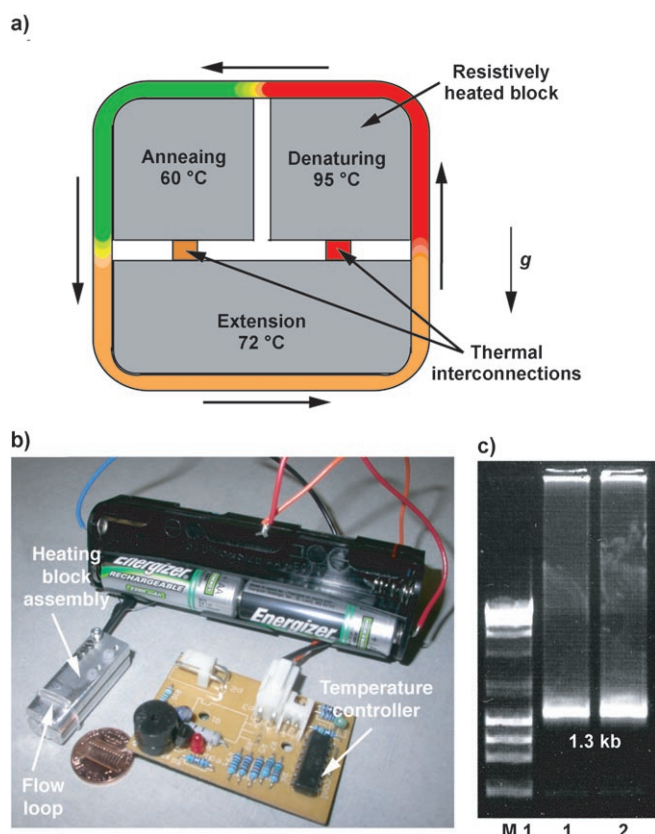 a)
Resistively
heated block
Anneaing
60 °C
Denaturing
95 °C
g
Extension
72 °C
Thermal
interconnections
b)
c)
Heating
block
assembly
Energizer
RECHARGEABLE
Energizer
Temperature
controller
Flow
loop
1.3 kb
M 1 1 2